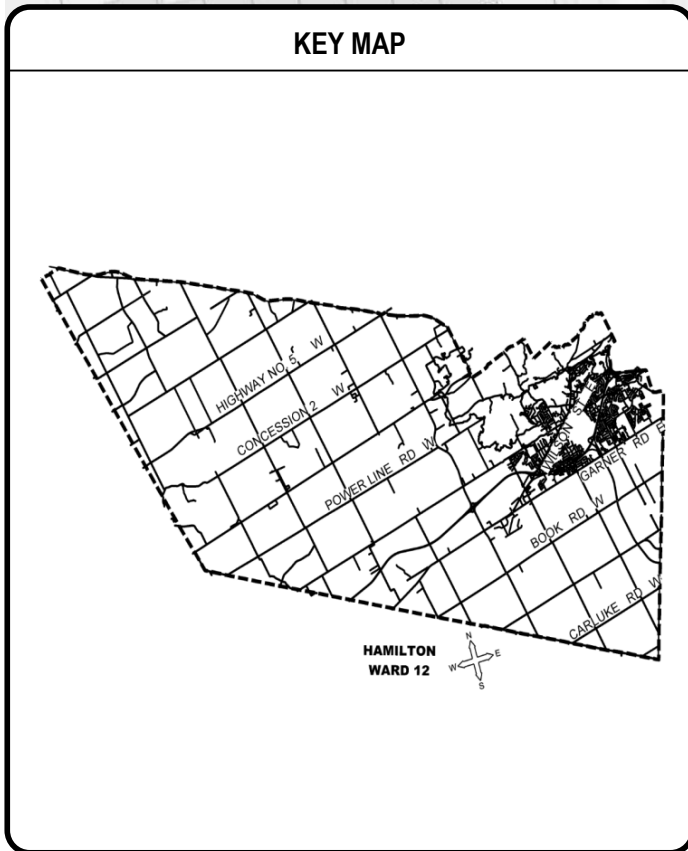 KEY MAP
HIGHWAY NO. 5 W
CONCESSION 2 W
POWER LINE RD W
GARNER RD E
BOOK RD W
CARLUKE RD W
HAMILTON
WARD 12
N
W E
S